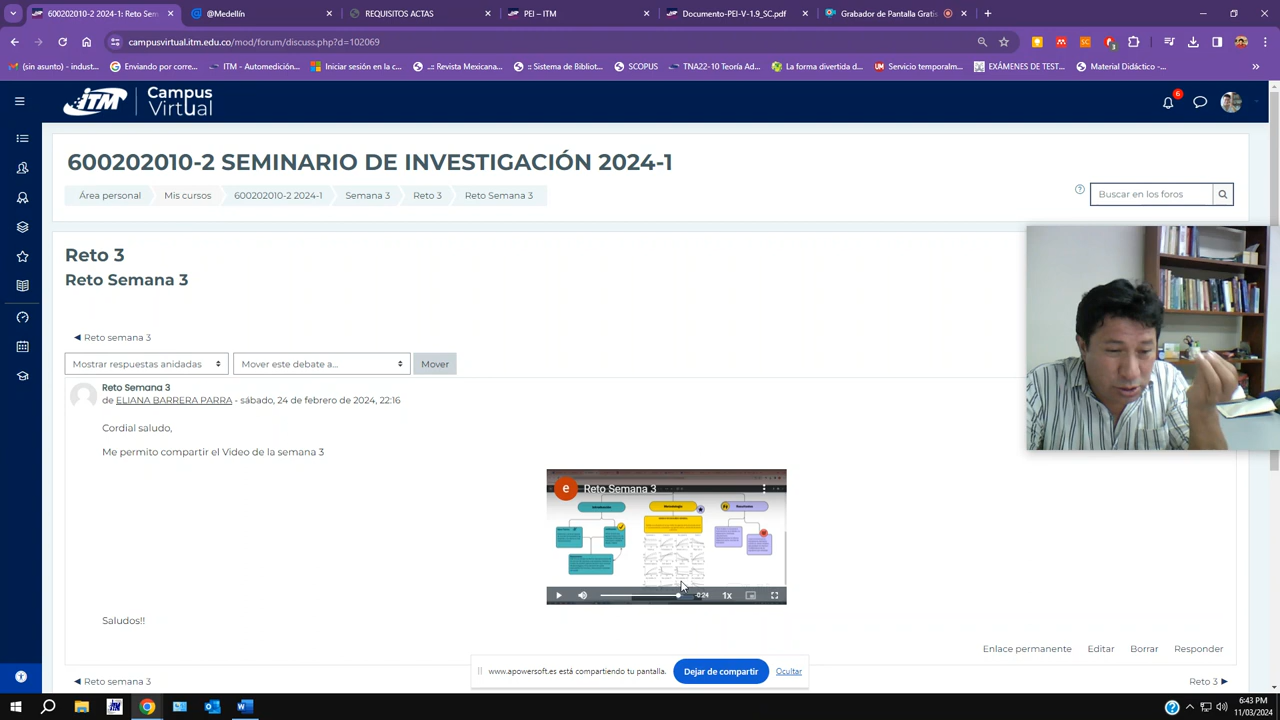 600202010-2 2024-1: Reto Sem
@Medellín
REQUISITOS ACTAS
PEI – ITM
Documento-PEI-V-1.9_SC.pdf
Grabador de Pantalla Gratis
campusvirtual.itm.edu.co/mod/forum/discuss.php?d=102069
(sin asunto) - indust...
Enviando por corre...
ITM - Automedición...
Iniciar sesión en la c...
..:: Revista Mexicana...
:: Sistema de Bibliot...
SCOPUS
TNA22-10 Teoría Ad...
La forma divertida d...
Servicio temporalm...
EXÁMENES DE TEST...
Material Didáctico -...
ITM
Campus
Virtual
6
600202010-2 SEMINARIO DE INVESTIGACIÓN 2024-1
Área personal
Mis cursos
600202010-2 2024-1
Semana 3
Reto 3
Reto Semana 3
Buscar en los foros
Reto 3
Reto Semana 3
◀ Reto semana 3
Mostrar respuestas anidadas
Mover este debate a...
Mover
Reto Semana 3
de ELIANA BARRERA PARRA - sábado, 24 de febrero de 2024, 22:16
Cordial saludo,
Me permito compartir el Video de la semana 3
e
Reto Semana 3
-0:24
1x
Saludos!!
Enlace permanente
Editar
Borrar
Responder
www.apowersoft.es está compartiendo tu pantalla.
Dejar de compartir
Ocultar
◀ Reto semana 3
Reto 3 ▶
6:43 PM
11/03/2024